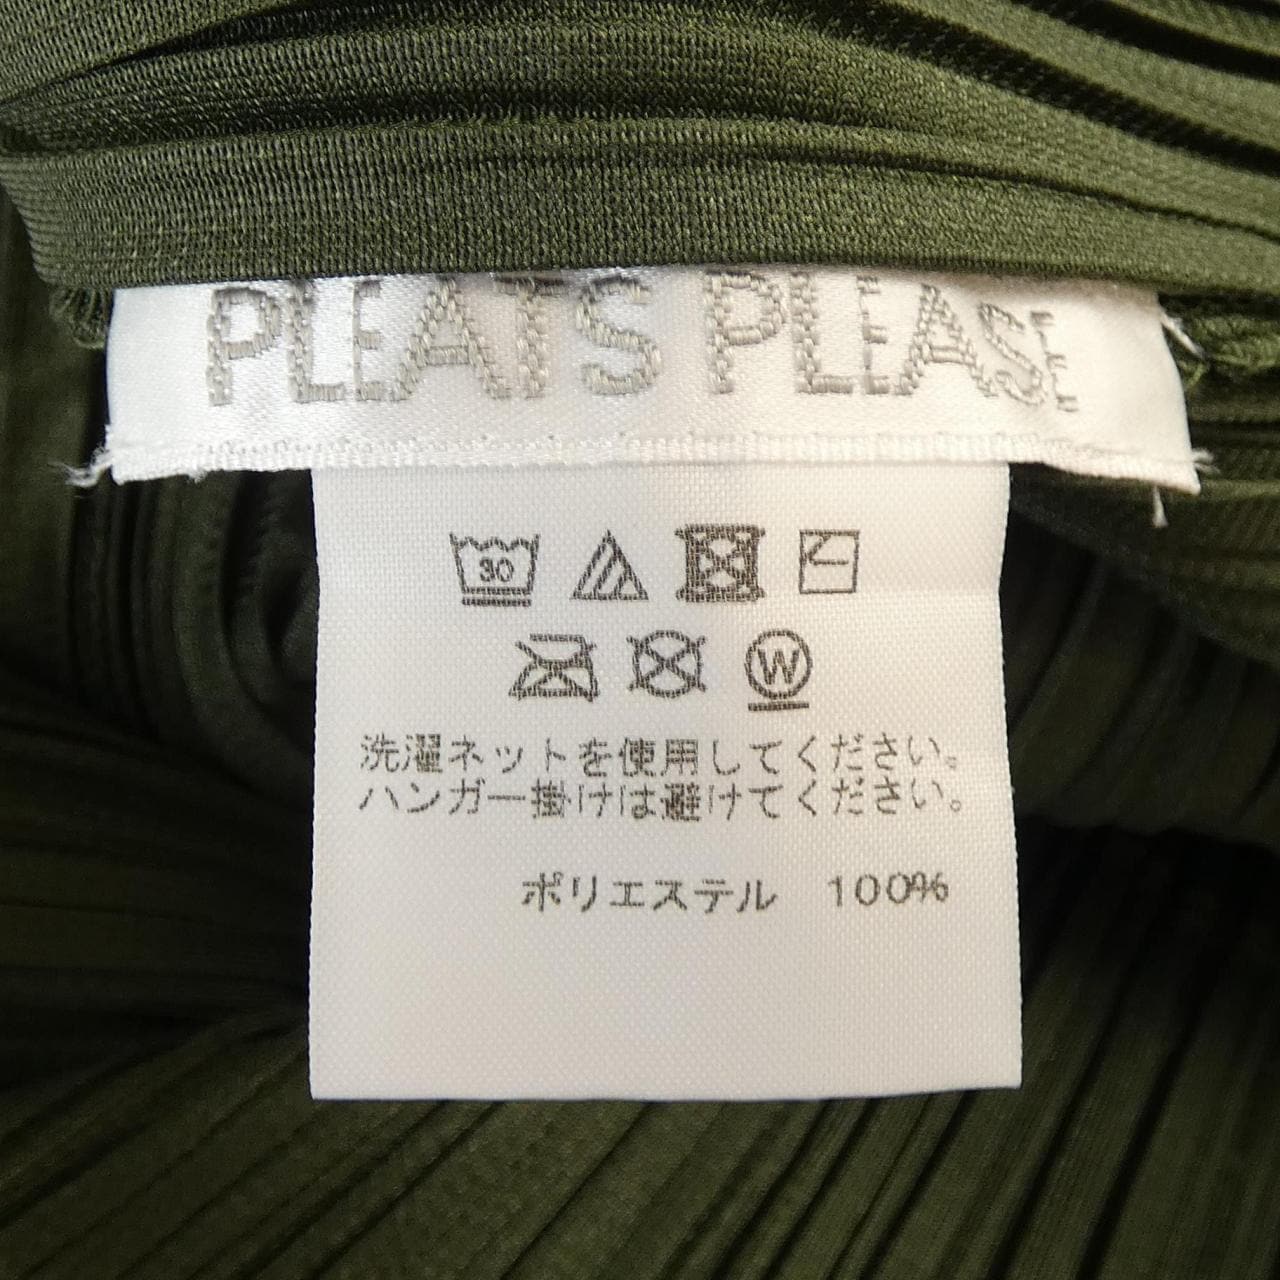 PLEATS PLEASE
30
W
洗濯ネットを使用してください。
ハンガー掛けは避けてください。
ポリエステル　100%